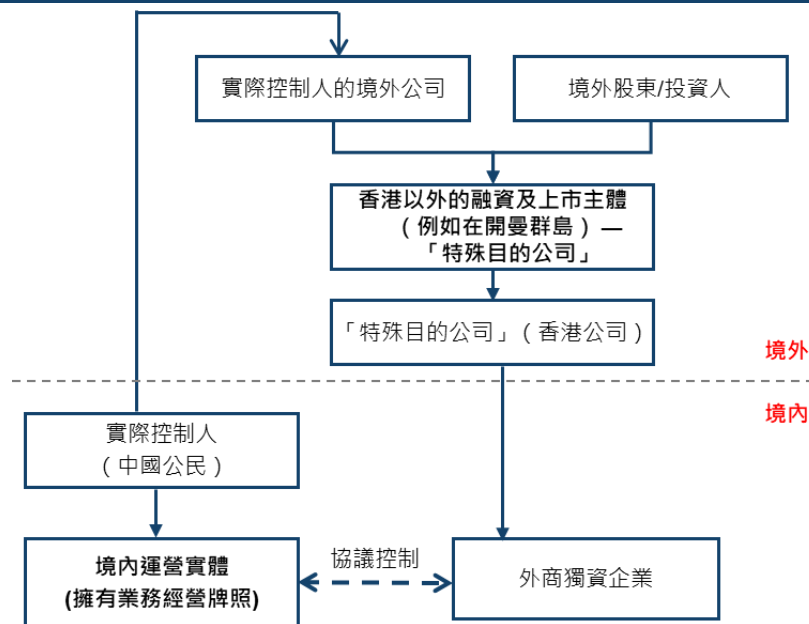 實際控制人的境外公司
境外股東/投資人
香港以外的融資及上市主體
（例如在開曼群島）—
「特殊目的公司」
「特殊目的公司」（香港公司）
境外
境內
實際控制人
（中國公民）
境內運營實體
(擁有業務經營牌照)
協議控制
外商獨資企業